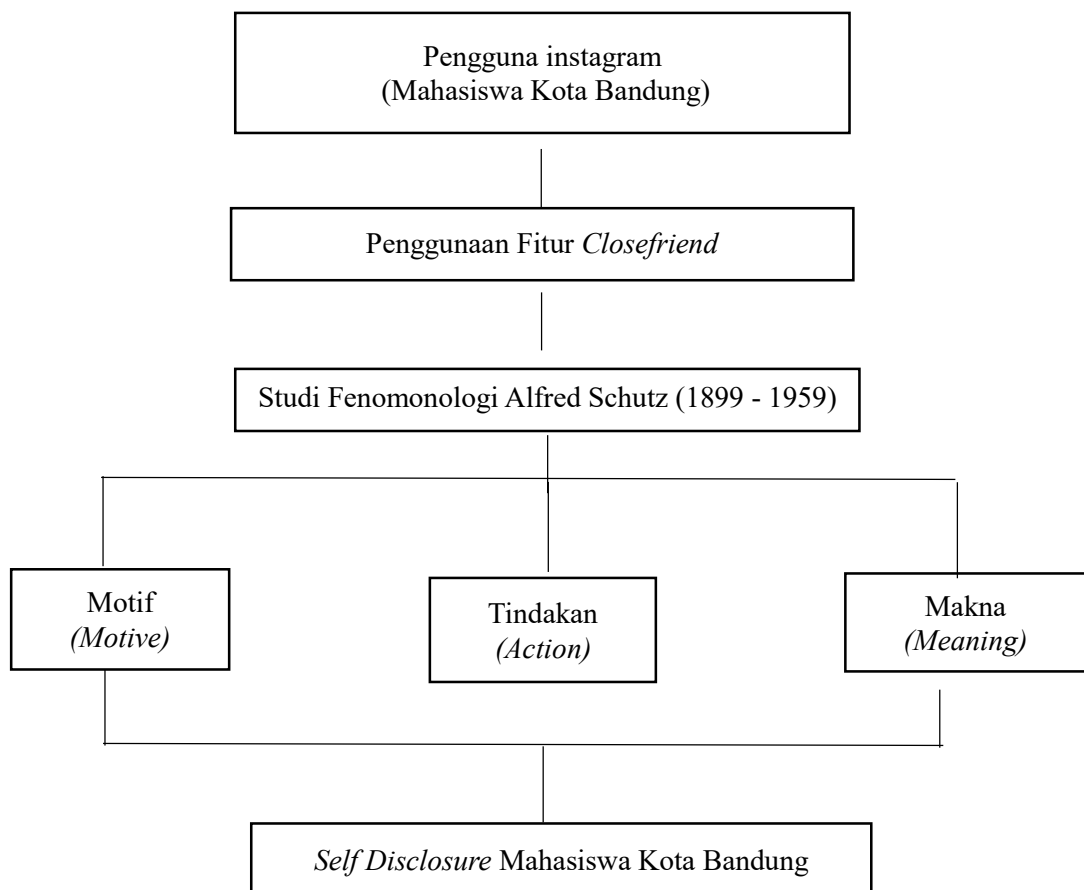 Pengguna instagram
(Mahasiswa Kota Bandung)
Penggunaan Fitur Closefriend
Studi Fenomonologi Alfred Schutz (1899 - 1959)
Motif
(Motive)
Tindakan
(Action)
Makna
(Meaning)
Self Disclosure Mahasiswa Kota Bandung